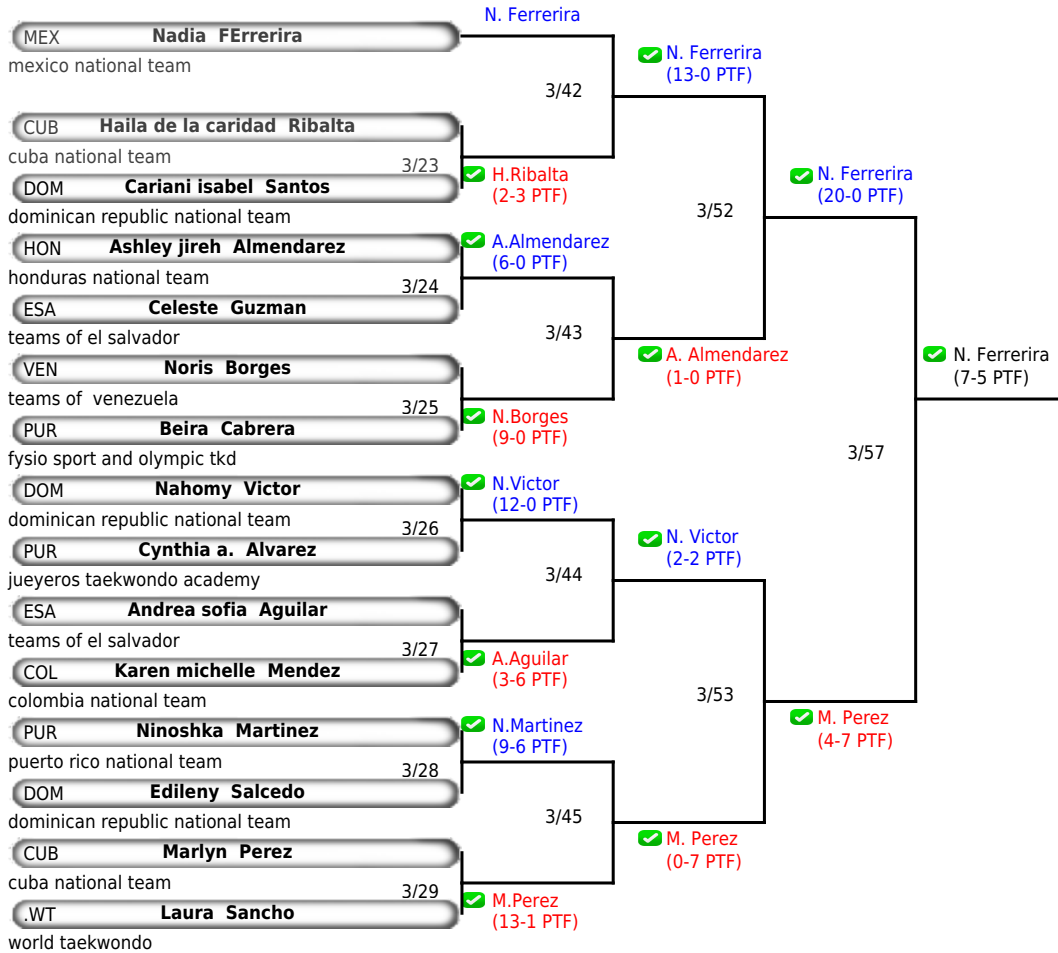 N. Ferrerira
MEX Nadia FErrerira
mexico national team
N. Ferrerira
(13-0 PTF)
3/42
CUB Haila de la caridad Ribalta
cuba national team
3/23
DOM Cariani isabel Santos
dominican republic national team
H.Ribalta
(2-3 PTF)
N. Ferrerira
(20-0 PTF)
3/52
HON Ashley jireh Almendarez
honduras national team
A.Almendarez
(6-0 PTF)
3/24
ESA Celeste Guzman
teams of el salvador
3/43
VEN Noris Borges
teams of venezuela
A. Almendarez
(1-0 PTF)
N. Ferrerira
(7-5 PTF)
3/25
PUR Beira Cabrera
fysio sport and olympic tkd
N.Borges
(9-0 PTF)
3/57
DOM Nahomy Victor
dominican republic national team
N.Victor
(12-0 PTF)
3/26
PUR Cynthia a. Alvarez
jueyeros taekwondo academy
N. Victor
(2-2 PTF)
3/44
ESA Andrea sofia Aguilar
teams of el salvador
3/27
COL Karen michelle Mendez
colombia national team
A.Aguilar
(3-6 PTF)
3/53
PUR Ninoshka Martinez
puerto rico national team
N.Martinez
(9-6 PTF)
M. Perez
(4-7 PTF)
3/28
DOM Edileny Salcedo
dominican republic national team
3/45
CUB Marlyn Perez
cuba national team
M. Perez
(0-7 PTF)
3/29
.WT Laura Sancho
world taekwondo
M.Perez
(13-1 PTF)